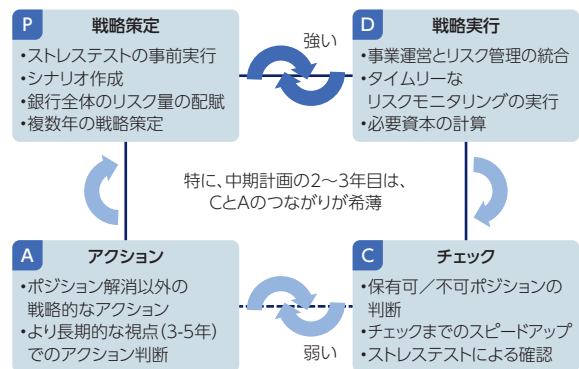 P 戦略策定
・ストレステストの事前実行
・シナリオ作成
・銀行全体のリスク量の配賦
・複数年の戦略策定
強い
D 戦略実行
・事業運営とリスク管理の統合
・タイムリーな
リスクモニタリングの実行
・必要資本の計算
特に、中期計画の2～3年目は、
CとAのつながりが希薄
A アクション
・ポジション解消以外の
戦略的なアクション
・より長期的な視点(3-5年)
でのアクション判断
弱い
C チェック
・保有可／不可ポジションの
判断
・チェックまでのスピードアップ
・ストレステストによる確認